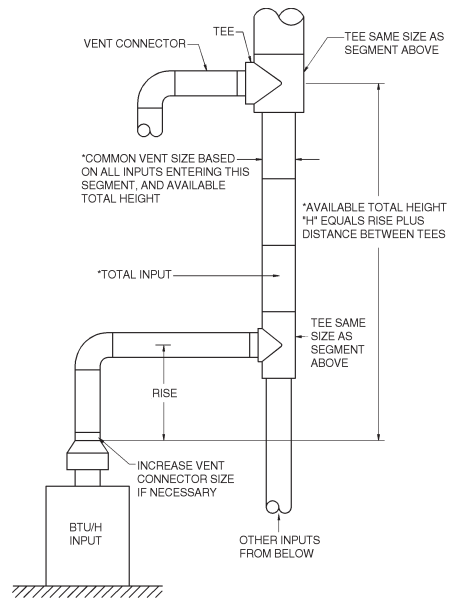 TEE
VENT CONNECTOR
TEE SAME SIZE AS
SEGMENT ABOVE
*COMMON VENT SIZE BASED
ON ALL INPUTS ENTERING THIS
SEGMENT, AND AVAILABLE
TOTAL HEIGHT
*AVAILABLE TOTAL HEIGHT
"H" EQUALS RISE PLUS
DISTANCE BETWEEN TEES
*TOTAL INPUT
TEE SAME
SIZE AS
SEGMENT
ABOVE
RISE
INCREASE VENT
CONNECTOR SIZE
IF NECESSARY
BTU/H
INPUT
OTHER INPUTS
FROM BELOW